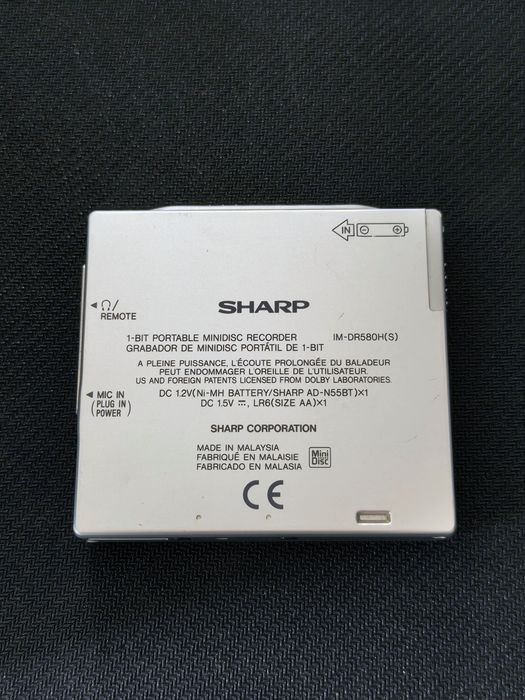 IN ⊖ ⊕
Ω/
REMOTE
SHARP
1-BIT PORTABLE MINIDISC RECORDER IM-DR580H(S)
GRABADOR DE MINIDISC PORTÁTIL DE 1-BIT
A PLEINE PUISSANCE, L'ÉCOUTE PROLONGÉE DU BALADEUR
PEUT ENDOMMAGER L'OREILLE DE L'UTILISATEUR.
US AND FOREIGN PATENTS LICENSED FROM DOLBY LABORATORIES.
MIC IN
(PLUG IN
POWER)
DC 1.2V(Ni-MH BATTERY/SHARP AD-N55BT)×1
DC 1.5V ⎓, LR6(SIZE AA)×1
SHARP CORPORATION
MADE IN MALAYSIA
FABRIQUÉ EN MALAISIE
FABRICADO EN MALASIA
Mini
Disc
CE